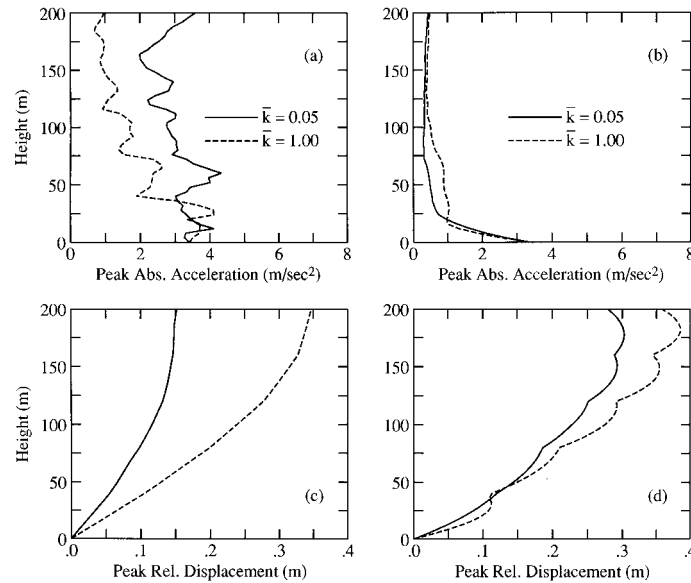 200
150
100
50
0
Height (m)
(a)
k̄ = 0.05
k̄ = 1.00
0 2 4 6 8
Peak Abs. Acceleration (m/sec²)
200
150
100
50
0
(b)
k̄ = 0.05
k̄ = 1.00
0 2 4 6 8
Peak Abs. Acceleration (m/sec²)
200
150
100
50
0
Height (m)
(c)
.0 .1 .2 .3 .4
Peak Rel. Displacement (m)
200
150
100
50
0
(d)
.0 .1 .2 .3 .4
Peak Rel. Displacement (m)